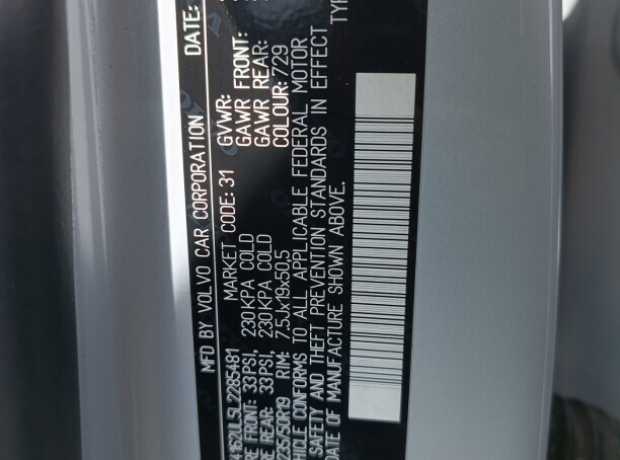 MFD BY VOLVO CAR CORPORATION DATE:
MARKET CODE: 31 GVWR:
33PSI, 230KPA COLD GAWR FRONT:
33PSI, 230KPA COLD GAWR REAR:
235/50R19 RIM: 7.5Jx19x50,5 COLOUR: 729
CONFORMS TO ALL APPLICABLE FEDERAL MOTOR
SAFETY AND THEFT PREVENTION STANDARDS IN EFFECT
DATE OF MANUFACTURE SHOWN ABOVE.